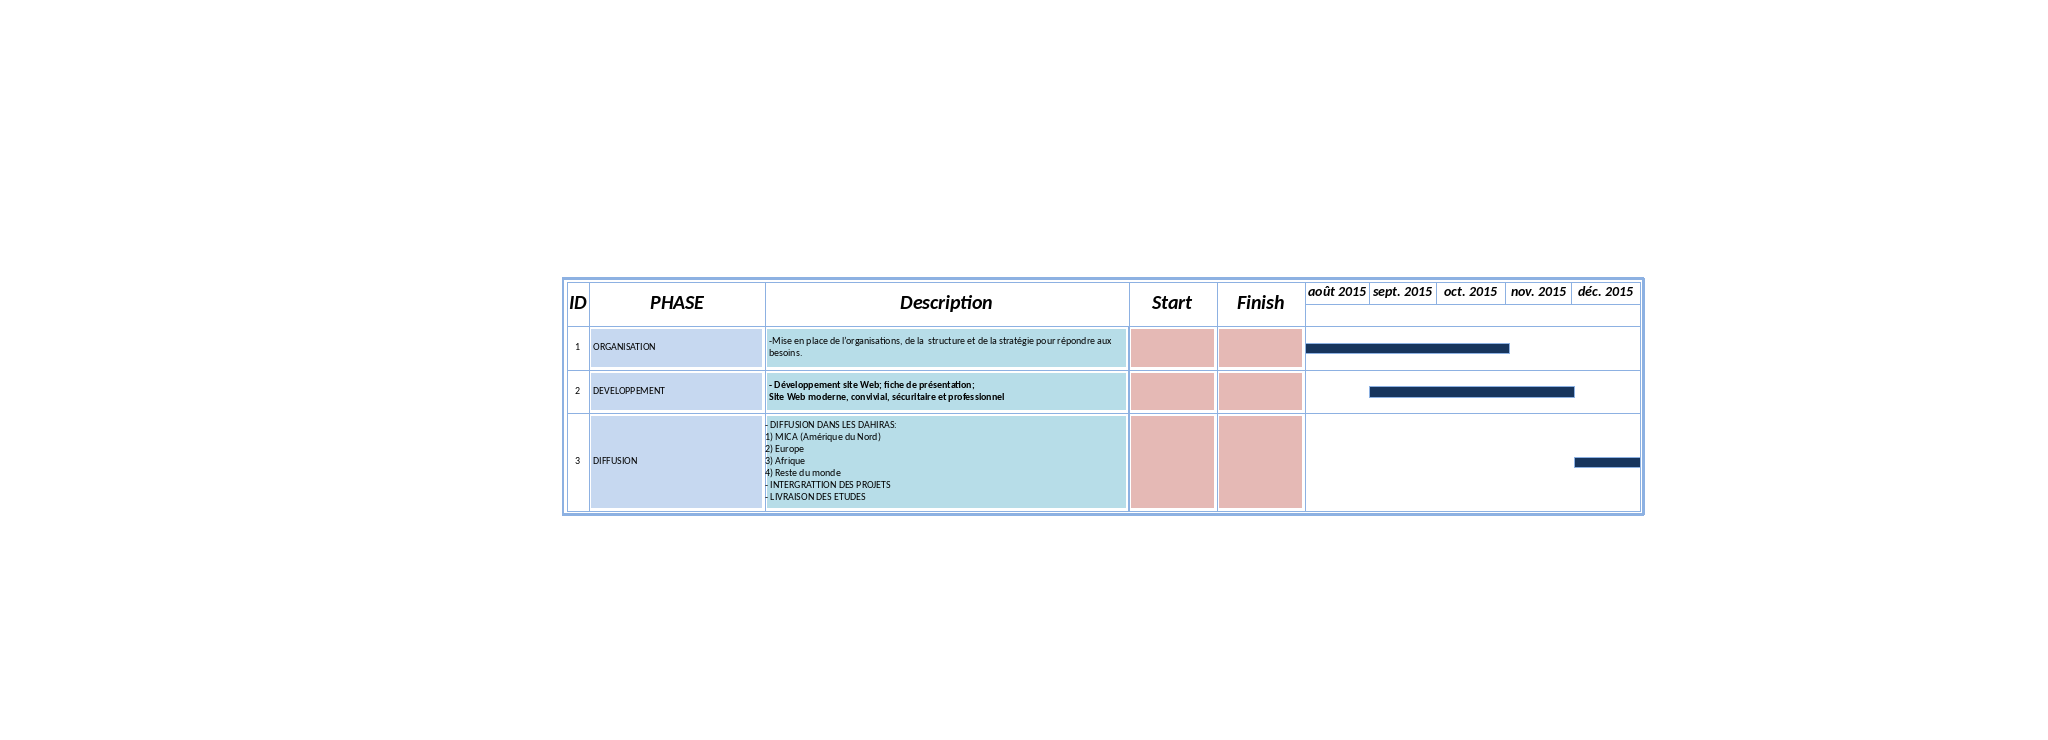 ID
PHASE
Description
Start
Finish
août 2015
sept. 2015
oct. 2015
nov. 2015
déc. 2015
1
ORGANISATION
-Mise en place de l'organisations, de la structure et de la stratégie pour répondre aux
besoins.
2
DEVELOPPEMENT
- Développement site Web; fiche de présentation;
Site Web moderne, convivial, sécuritaire et professionnel
3
DIFFUSION
- DIFFUSION DANS LES DAHIRAS:
1) MICA (Amérique du Nord)
2) Europe
3) Afrique
4) Reste du monde
- INTERGRATTION DES PROJETS
- LIVRAISON DES ETUDES